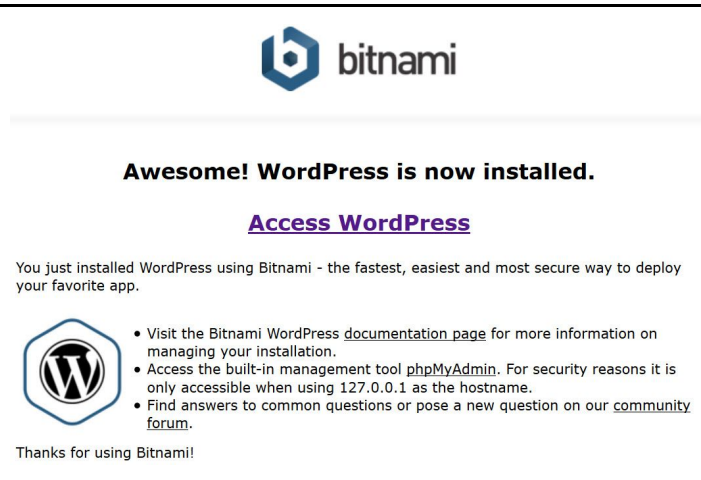 bitnami
Awesome! WordPress is now installed.
Access WordPress
You just installed WordPress using Bitnami - the fastest, easiest and most secure way to deploy
your favorite app.
• Visit the Bitnami WordPress documentation page for more information on
managing your installation.
• Access the built-in management tool phpMyAdmin. For security reasons it is
only accessible when using 127.0.0.1 as the hostname.
• Find answers to common questions or pose a new question on our community
forum.
Thanks for using Bitnami!